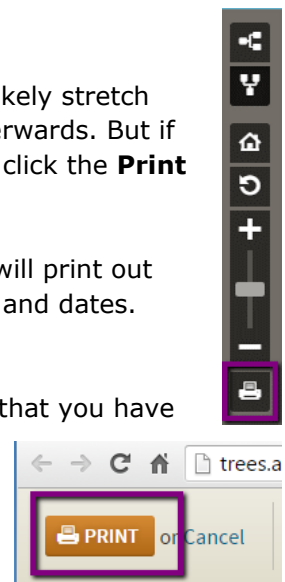 kely stretch
rwards. But if
click the Print
will print out
and dates.
that you have
trees.a
PRINT or Cancel